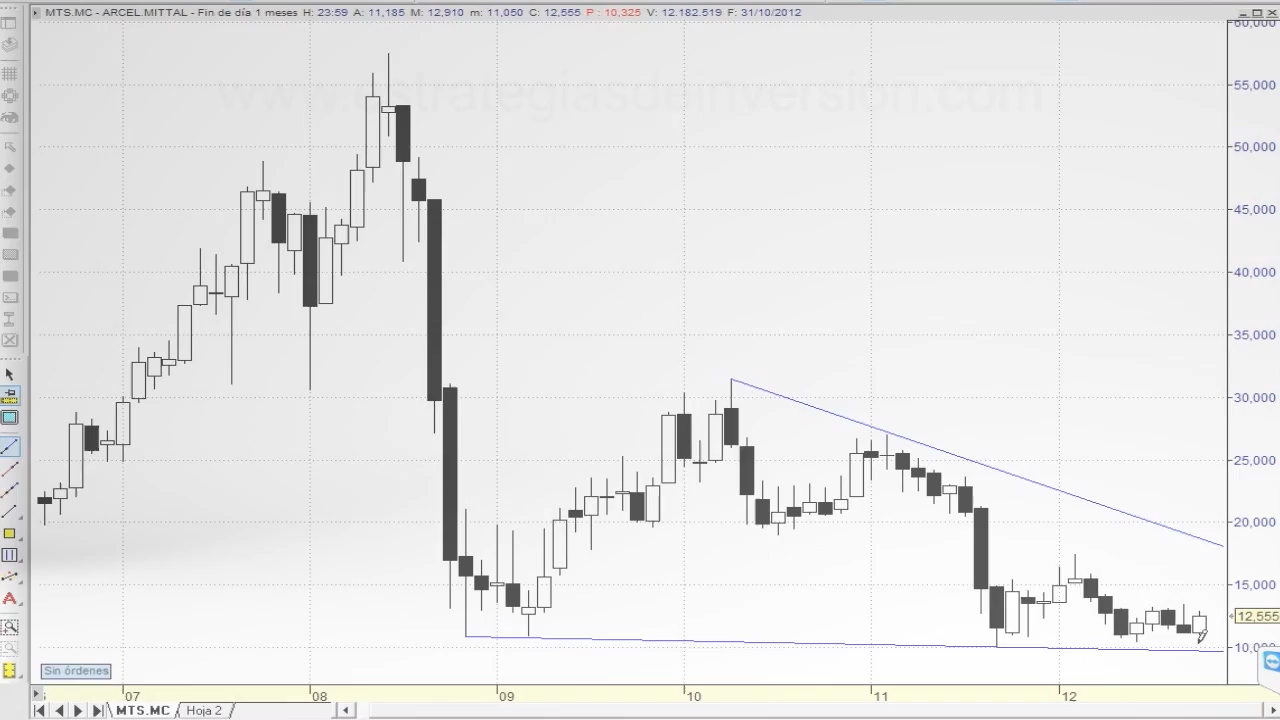 MTS.MC - ARCEL.MITTAL - Fin de día 1 meses H: 23:59 A: 11,185 M: 12,910 m: 11,050 C: 12,555 P : 10,325 V: 12.182.519 F: 31/10/2012
60,000
www.estrategiasdeinversion.com
55,000
50,000
45,000
40,000
35,000
30,000
25,000
20,000
15,000
12,555
10,000
Sin órdenes
07 08 09 10 11 12
MTS.MC Hoja 2